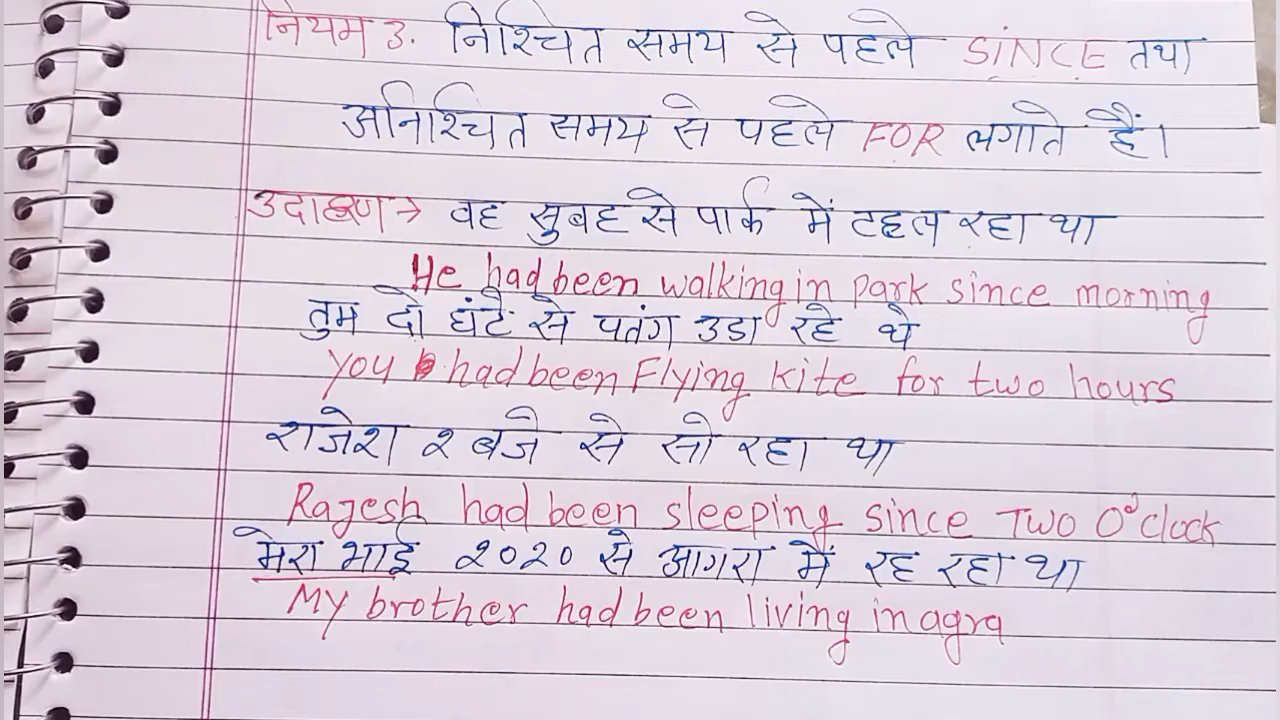 नियम 3. निश्चित समय से पहले SINCE तथा
अनिश्चित समय से पहले FOR लगाते हैं।
उदाहरण → वह सुबह से पार्क में टहल रहा था
He had been walking in park since morning
तुम दो घंटे से पतंग उडा रहे थे
you had been Flying kite for two hours
राजेश २ बजे से सो रहा था
Rajesh had been sleeping since Two O'clock
मेरा भाई २०२० से आगरा में रह रहा था
My brother had been living in agra